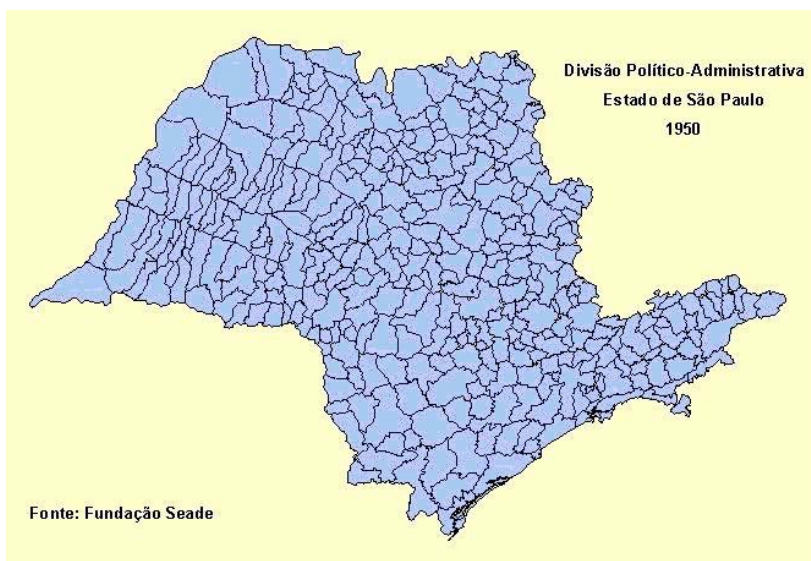 Divisão Político-Administrativa
Estado de São Paulo
1950
Fonte: Fundação Seade